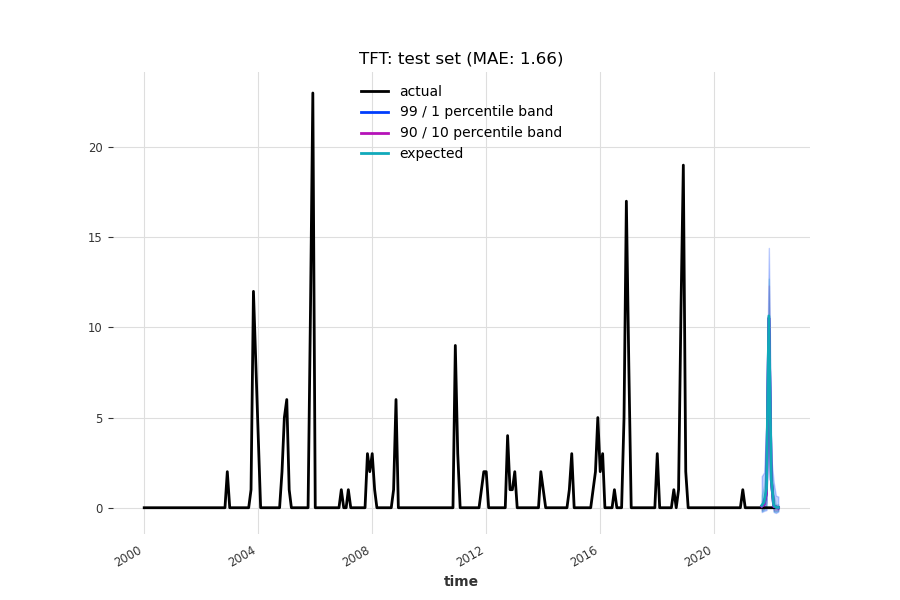 TFT: test set (MAE: 1.66)
actual
99 / 1 percentile band
90 / 10 percentile band
expected
20
15
10
5
0
2000
2004
2008
2012
2016
2020
time